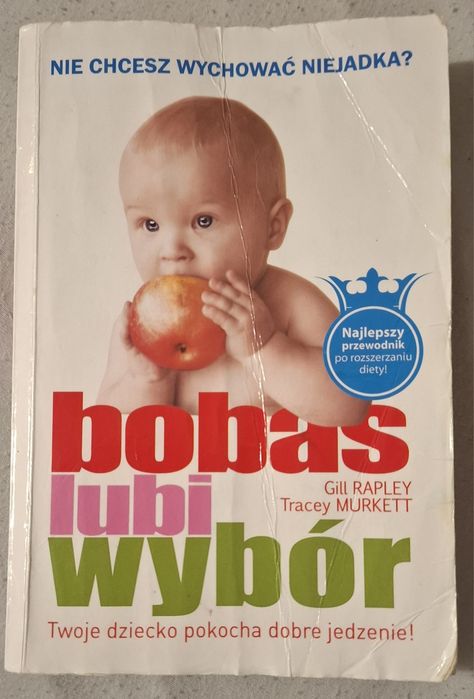 NIE CHCESZ WYCHOWAĆ NIEJADKA?
Najlepszy
przewodnik
po rozszerzaniu
diety!
bobas
Gill RAPLEY
Tracey MURKETT
lubi
wybór
Twoje dziecko pokocha dobre jedzenie!